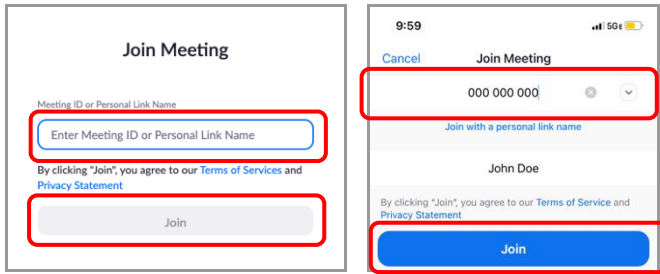 Join Meeting
Meeting ID or Personal Link Name
Enter Meeting ID or Personal Link Name
By clicking "Join", you agree to our Terms of Services and
Privacy Statement
Join
9:59
5GE
Cancel
Join Meeting
000 000 000
Join with a personal link name
John Doe
By clicking "Join", you agree to our Terms of Service and
Privacy Statement
Join